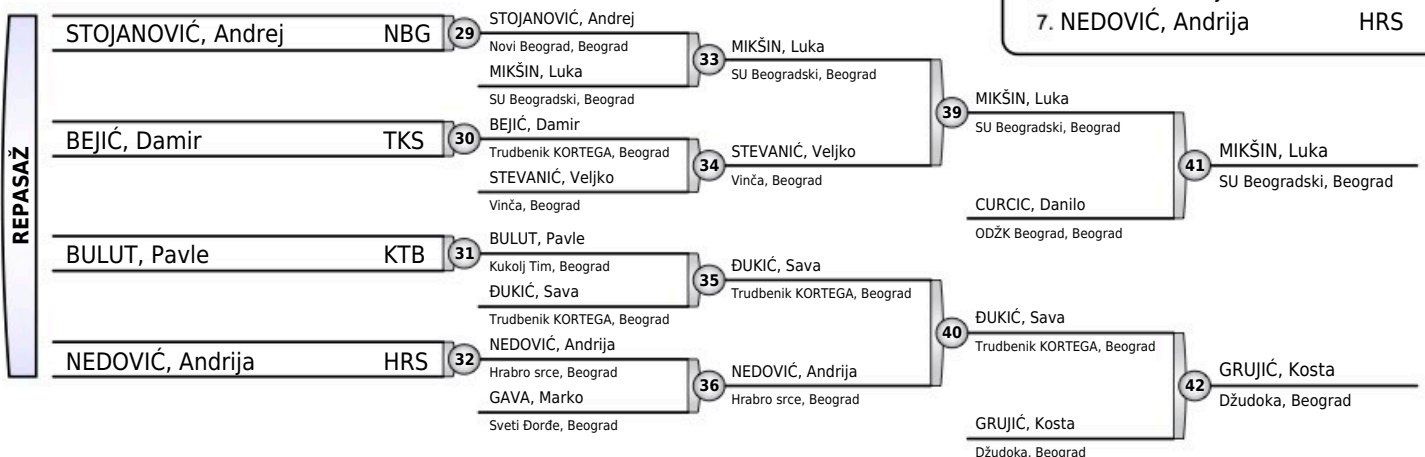 7. NEDOVIĆ, Andrija HRS
REPASAŽ
STOJANOVIĆ, Andrej NBG
29
STOJANOVIĆ, Andrej
Novi Beograd, Beograd
MIKŠIN, Luka
SU Beogradski, Beograd
33
MIKŠIN, Luka
SU Beogradski, Beograd
BEJIĆ, Damir TKS
30
BEJIĆ, Damir
Trudbenik KORTEGA, Beograd
STEVANIĆ, Veljko
Vinča, Beograd
34
STEVANIĆ, Veljko
Vinča, Beograd
39
MIKŠIN, Luka
SU Beogradski, Beograd
CURCIC, Danilo
ODŽK Beograd, Beograd
41
MIKŠIN, Luka
SU Beogradski, Beograd
BULUT, Pavle KTB
31
BULUT, Pavle
Kukolj Tim, Beograd
ĐUKIĆ, Sava
Trudbenik KORTEGA, Beograd
35
ĐUKIĆ, Sava
Trudbenik KORTEGA, Beograd
NEDOVIĆ, Andrija HRS
32
NEDOVIĆ, Andrija
Hrabro srce, Beograd
GAVA, Marko
Sveti Đorđe, Beograd
36
NEDOVIĆ, Andrija
Hrabro srce, Beograd
40
ĐUKIĆ, Sava
Trudbenik KORTEGA, Beograd
GRUJIĆ, Kosta
Džudoka, Beograd
42
GRUJIĆ, Kosta
Džudoka, Beograd